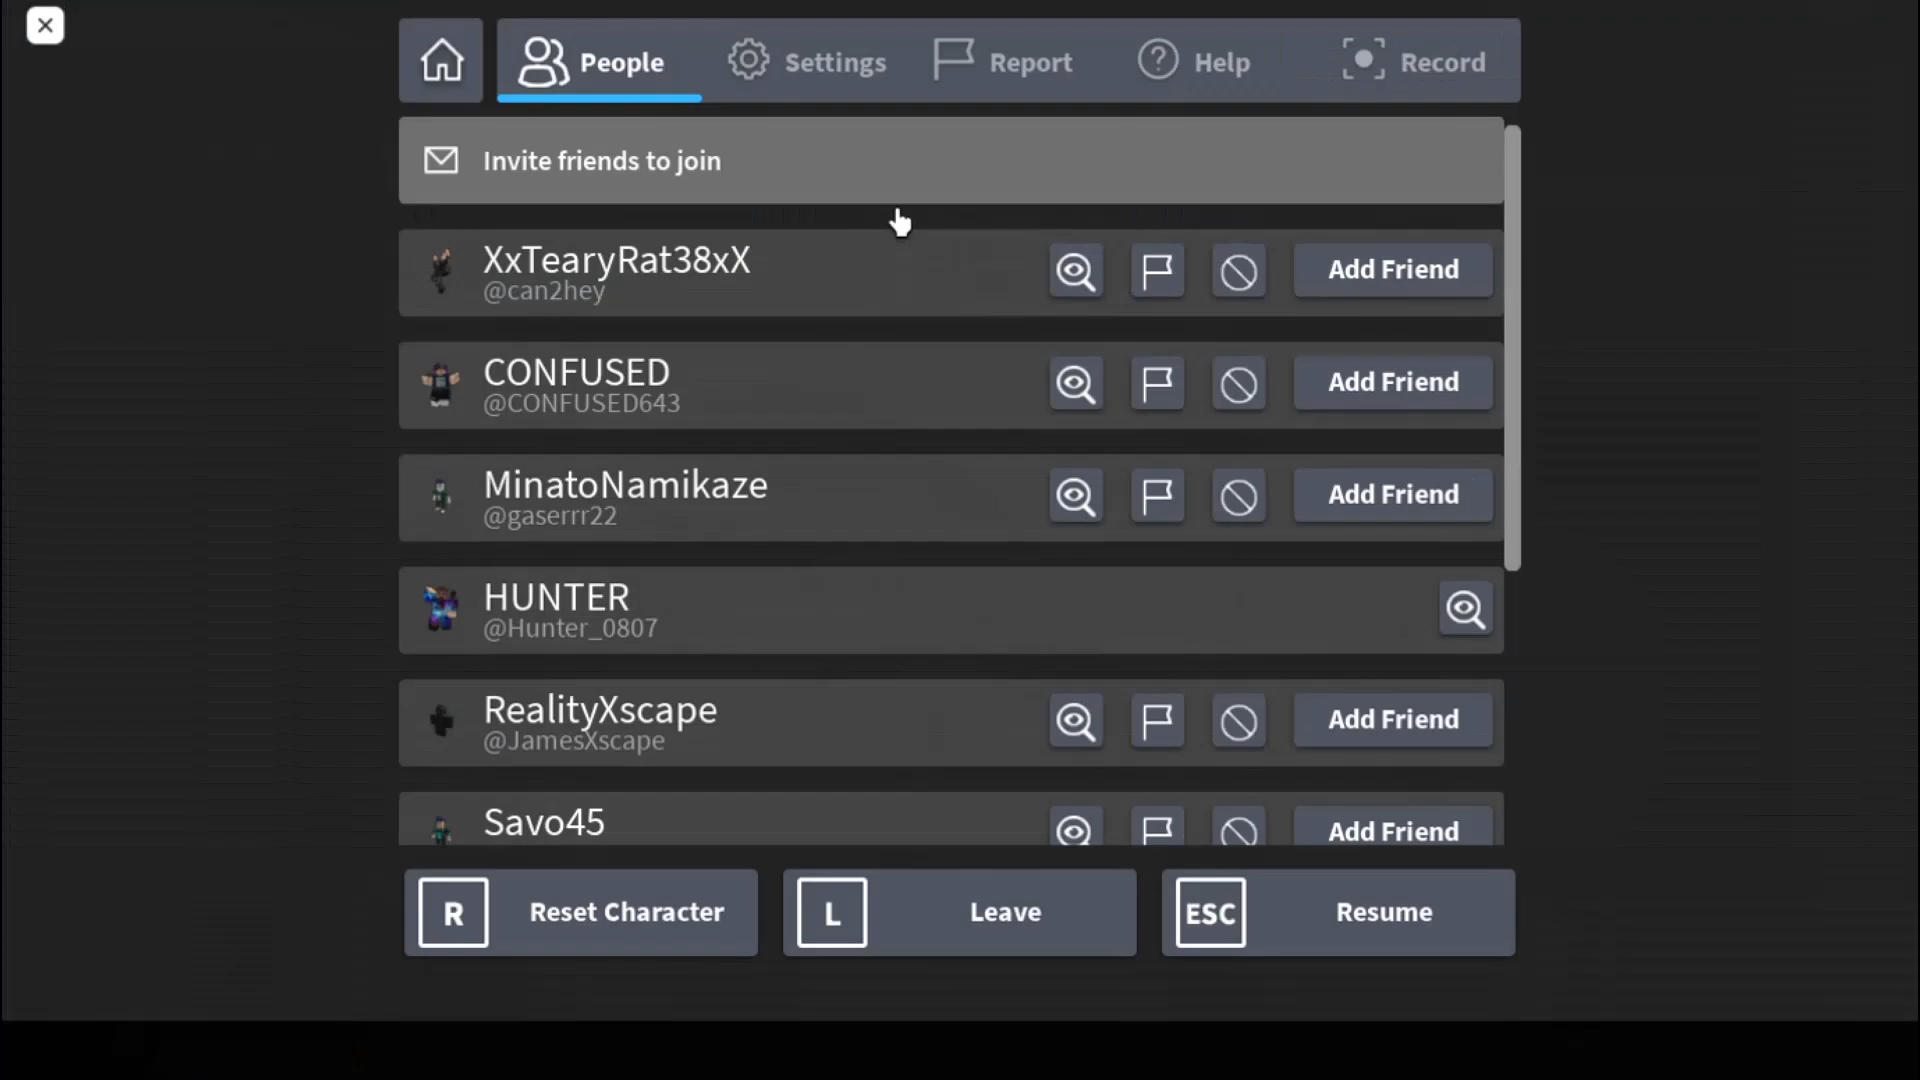 People Settings Report Help Record
Invite friends to join
XxTearyRat38xX
@can2hey
Add Friend
CONFUSED
@CONFUSED643
Add Friend
MinatoNamikaze
@gaserrr22
Add Friend
HUNTER
@Hunter_0807
RealityXscape
@JamesXscape
Add Friend
Savo45
Add Friend
R Reset Character L Leave ESC Resume